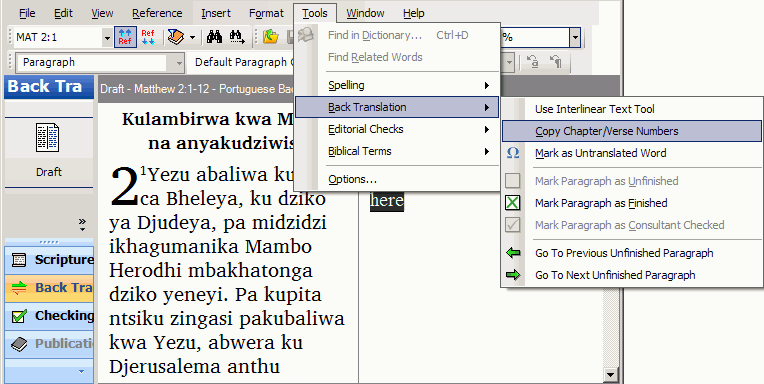 File Edit View Reference Insert Format Tools Window Help
MAT 2:1 Ref Ref %
Paragraph Default Paragraph C
Back Tra
Draft
»
Scripture
Back Tra
Checking
Publicatio
Draft - Matthew 2:1-12 - Portuguese Bac
Kulambirwa kwa M
na anyakudziwis
2 1Yezu abaliwa ku
ca Bheleya, ku dziko
ya Djudeya, pa midzidzi
ikhagumanika Mambo
Herodhi mbakhatonga
dziko yeneyi. Pa kupita
ntsiku zingasi pakubaliwa
kwa Yezu, abwera ku
Djerusalema anthu
here
Find in Dictionary... Ctrl+D
Find Related Words
Spelling
Back Translation
Editorial Checks
Biblical Terms
Options...
Use Interlinear Text Tool
Copy Chapter/Verse Numbers
Ω Mark as Untranslated Word
Mark Paragraph as Unfinished
Mark Paragraph as Finished
Mark Paragraph as Consultant Checked
Go To Previous Unfinished Paragraph
Go To Next Unfinished Paragraph